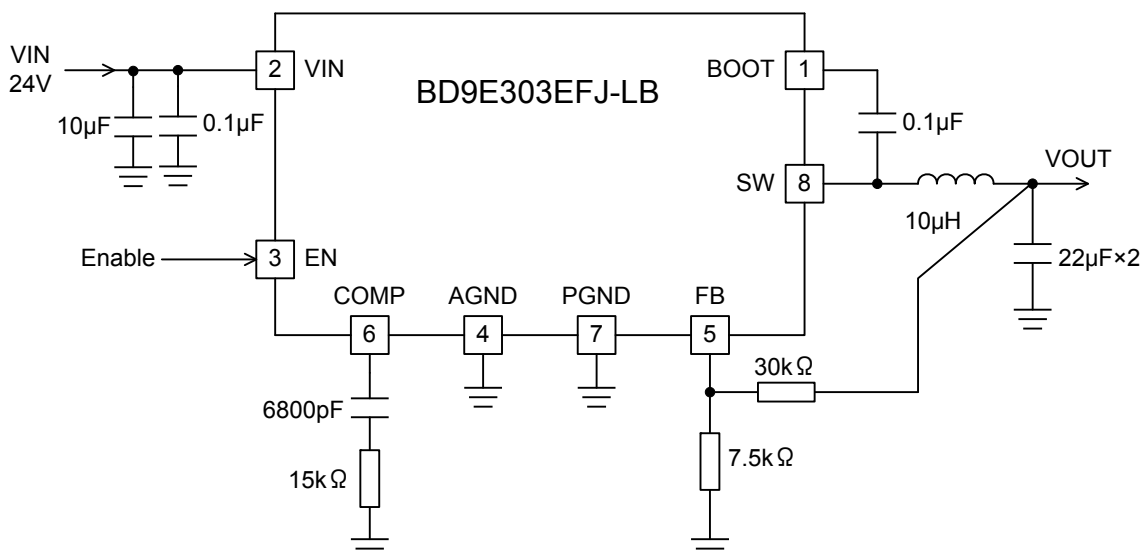 VIN
24V
2
VIN
BOOT
1
BD9E303EFJ-LB
10µF
0.1µF
0.1µF
VOUT
SW
8
10µH
Enable
3
EN
22µF×2
COMP
AGND
PGND
FB
6
4
7
5
30kΩ
6800pF
7.5kΩ
15kΩ